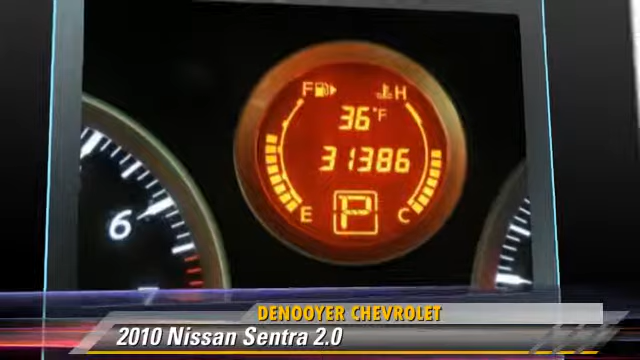 F H
36°F
31386
E P C
6
7
DENOOYER CHEVROLET
2010 Nissan Sentra 2.0